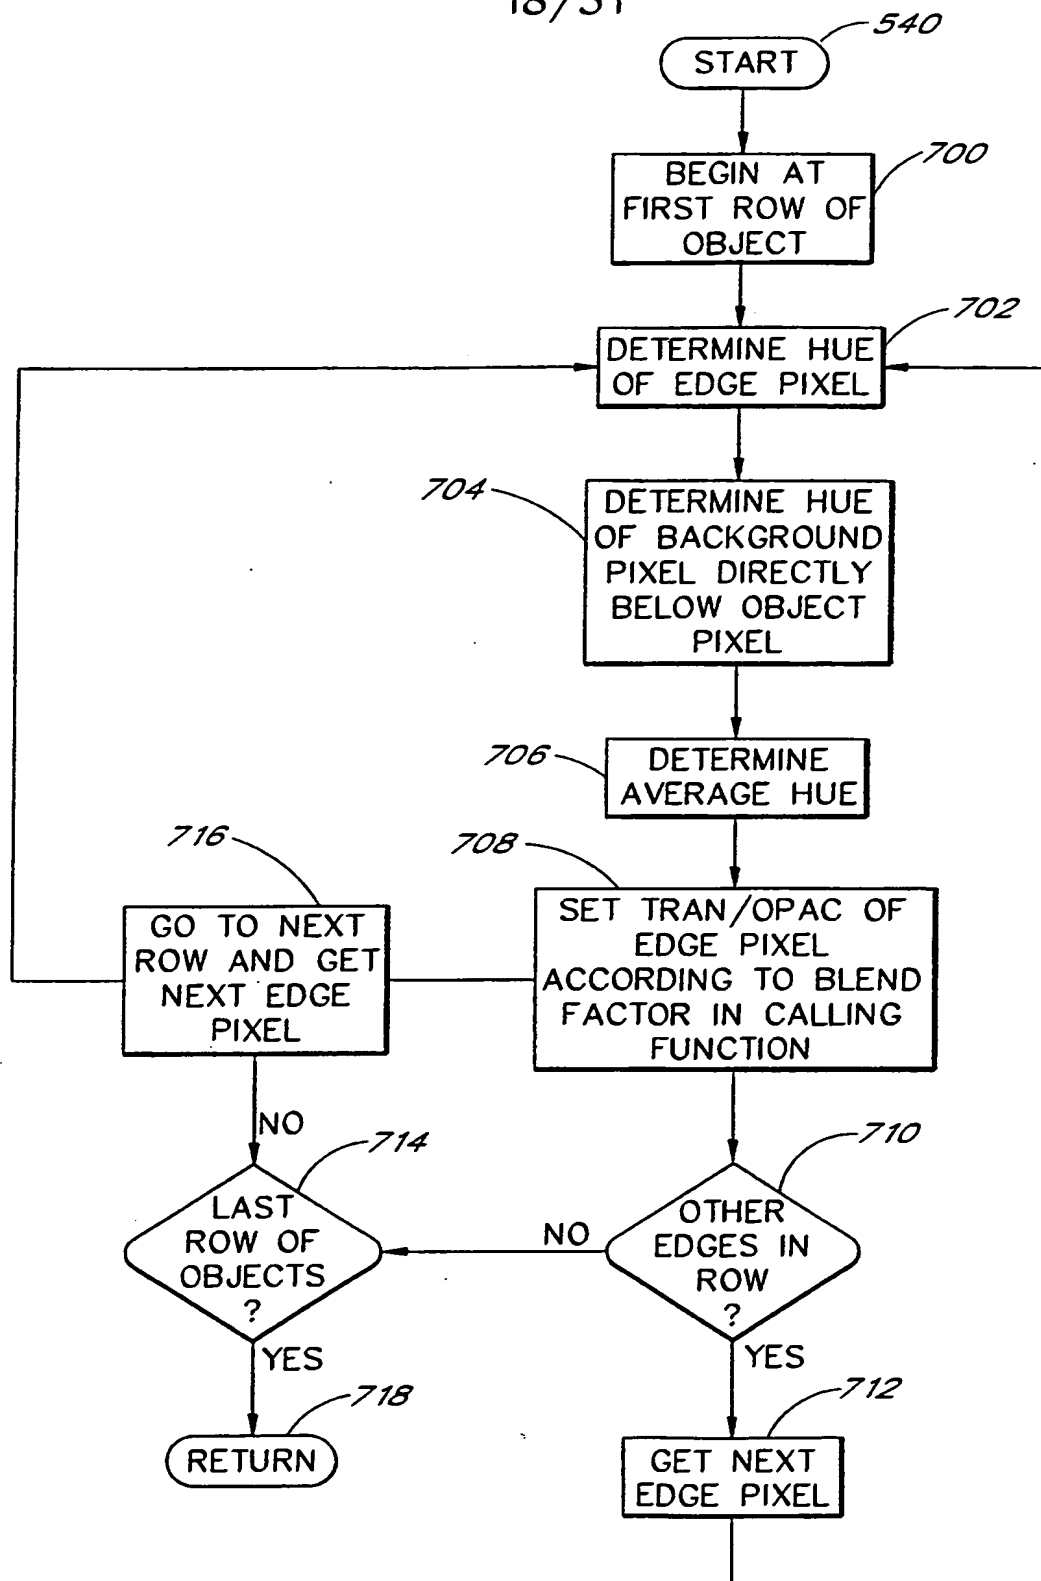 18/31
540
START
700
BEGIN AT
FIRST ROW OF
OBJECT
702
DETERMINE HUE
OF EDGE PIXEL
704
DETERMINE HUE
OF BACKGROUND
PIXEL DIRECTLY
BELOW OBJECT
PIXEL
706
DETERMINE
AVERAGE HUE
716
GO TO NEXT
ROW AND GET
NEXT EDGE
PIXEL
708
SET TRAN/OPAC OF
EDGE PIXEL
ACCORDING TO BLEND
FACTOR IN CALLING
FUNCTION
NO
714
LAST
ROW OF
OBJECTS
?
NO
710
OTHER
EDGES IN
ROW
?
YES
YES
718
RETURN
712
GET NEXT
EDGE PIXEL